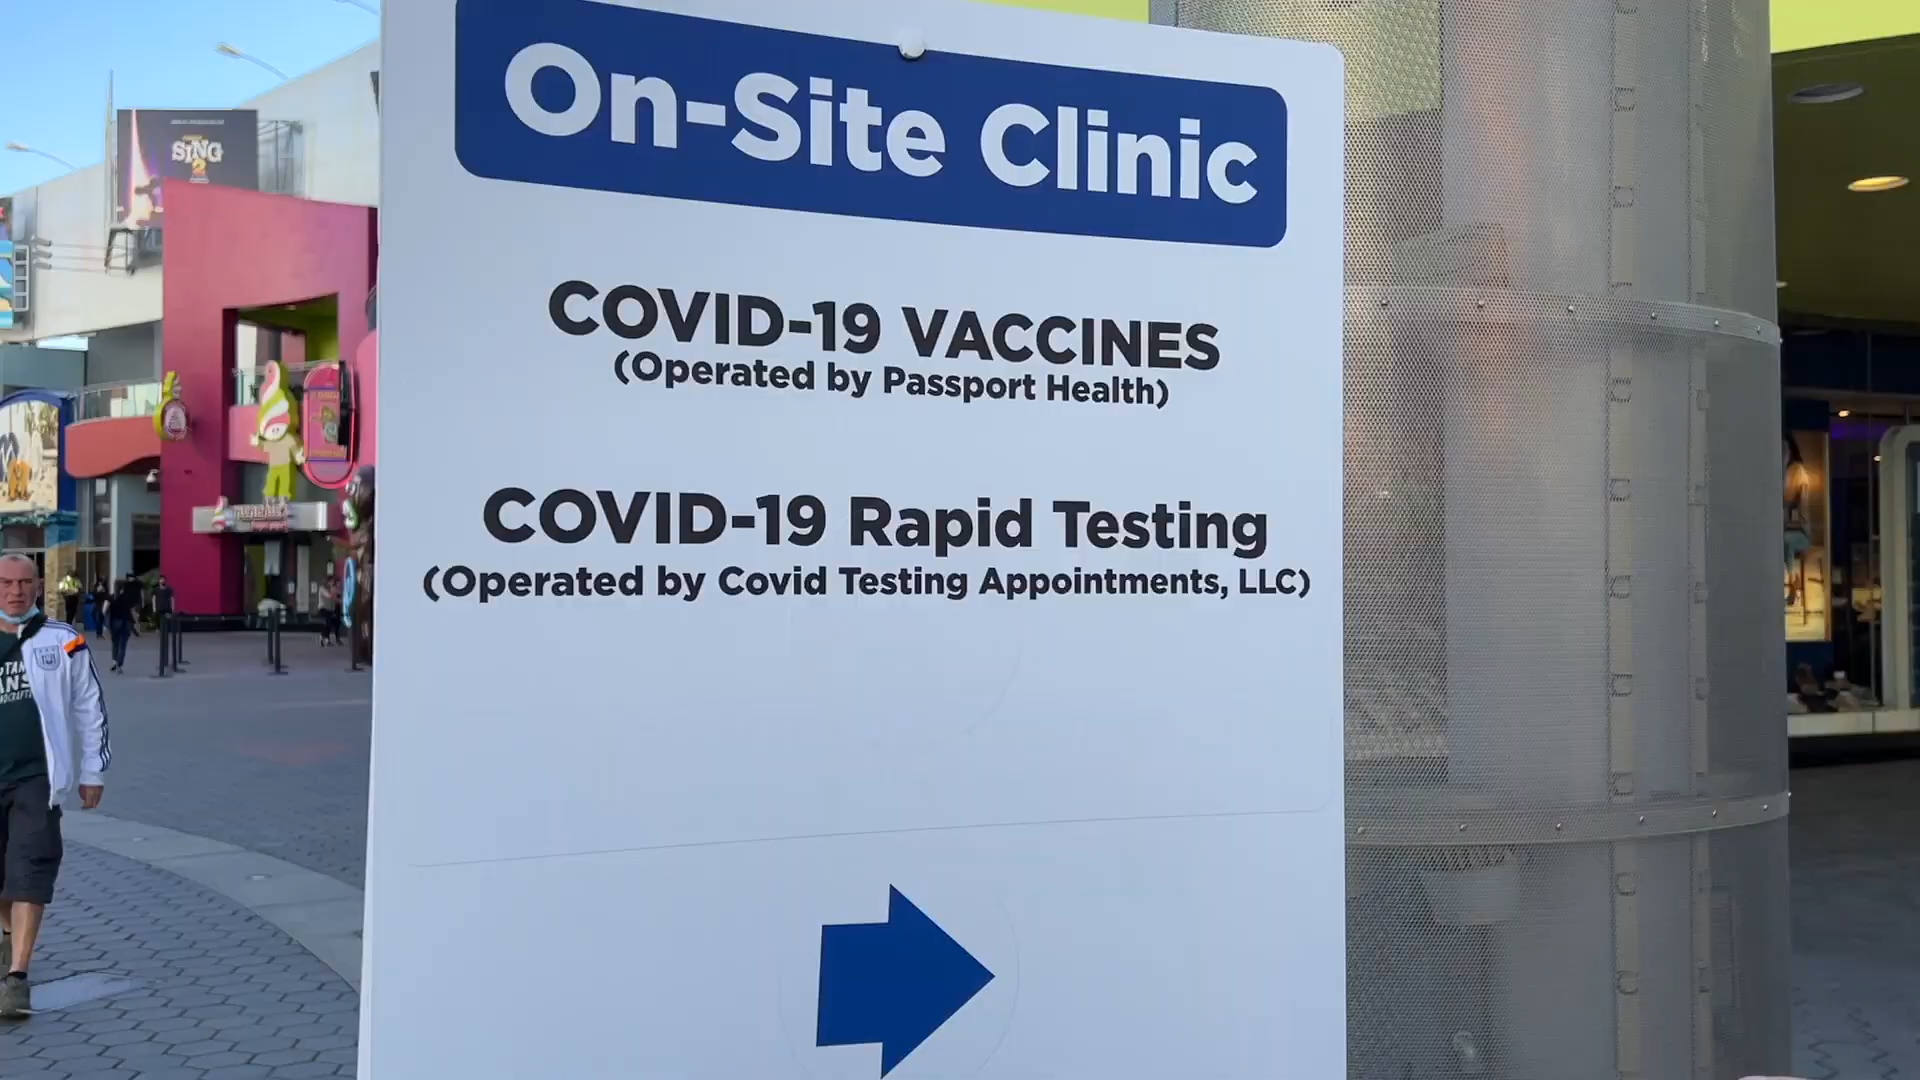 On-Site Clinic
COVID-19 VACCINES
(Operated by Passport Health)
COVID-19 Rapid Testing
(Operated by Covid Testing Appointments, LLC)
SING
2